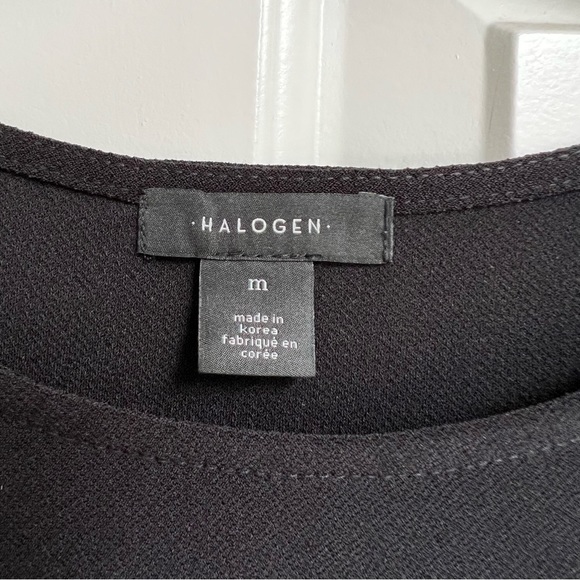 ·HALOGEN·
m
made in
korea
fabriqué en
corée